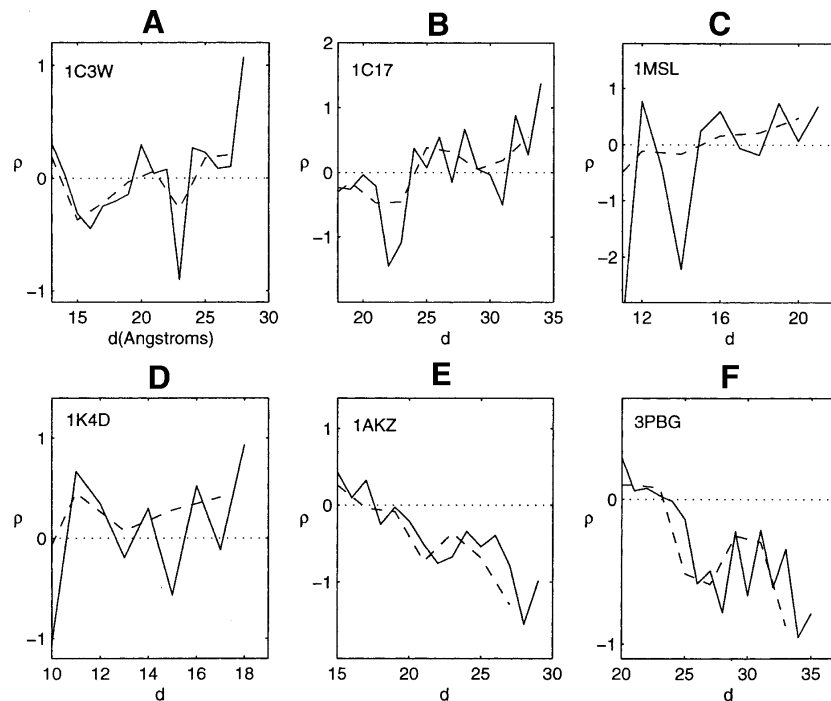 A
1C3W
ρ
1
0
−1
15
20
25
30
d(Angstroms)
B
1C17
ρ
2
1
0
−1
20
25
30
35
d
C
1MSL
ρ
1
0
−1
−2
12
16
20
d
D
1K4D
ρ
1
0
−1
10
12
14
16
18
d
E
1AKZ
ρ
1
0
−1
15
20
25
30
d
F
3PBG
ρ
0
−1
20
25
30
35
d